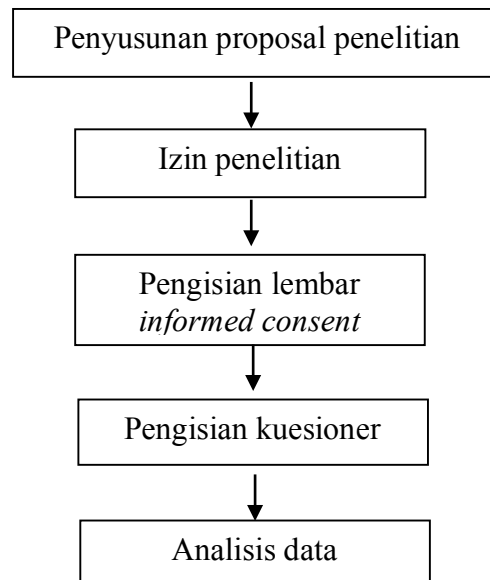 Penyusunan proposal penelitian
Izin penelitian
Pengisian lembar
informed consent
Pengisian kuesioner
Analisis data